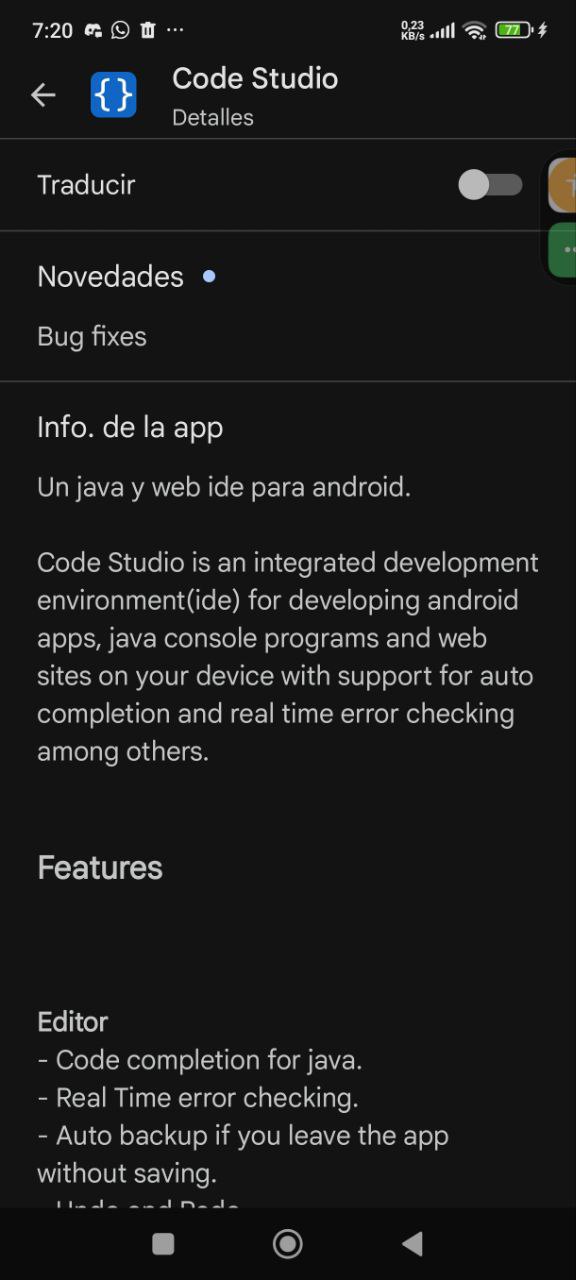 7:20
0,23
KB/s
77
Code Studio
Detalles
Traducir
Novedades
Bug fixes
Info. de la app
Un java y web ide para android.
Code Studio is an integrated development
environment(ide) for developing android
apps, java console programs and web
sites on your device with support for auto
completion and real time error checking
among others.
Features
Editor
- Code completion for java.
- Real Time error checking.
- Auto backup if you leave the app
without saving.
- Undo and Redo